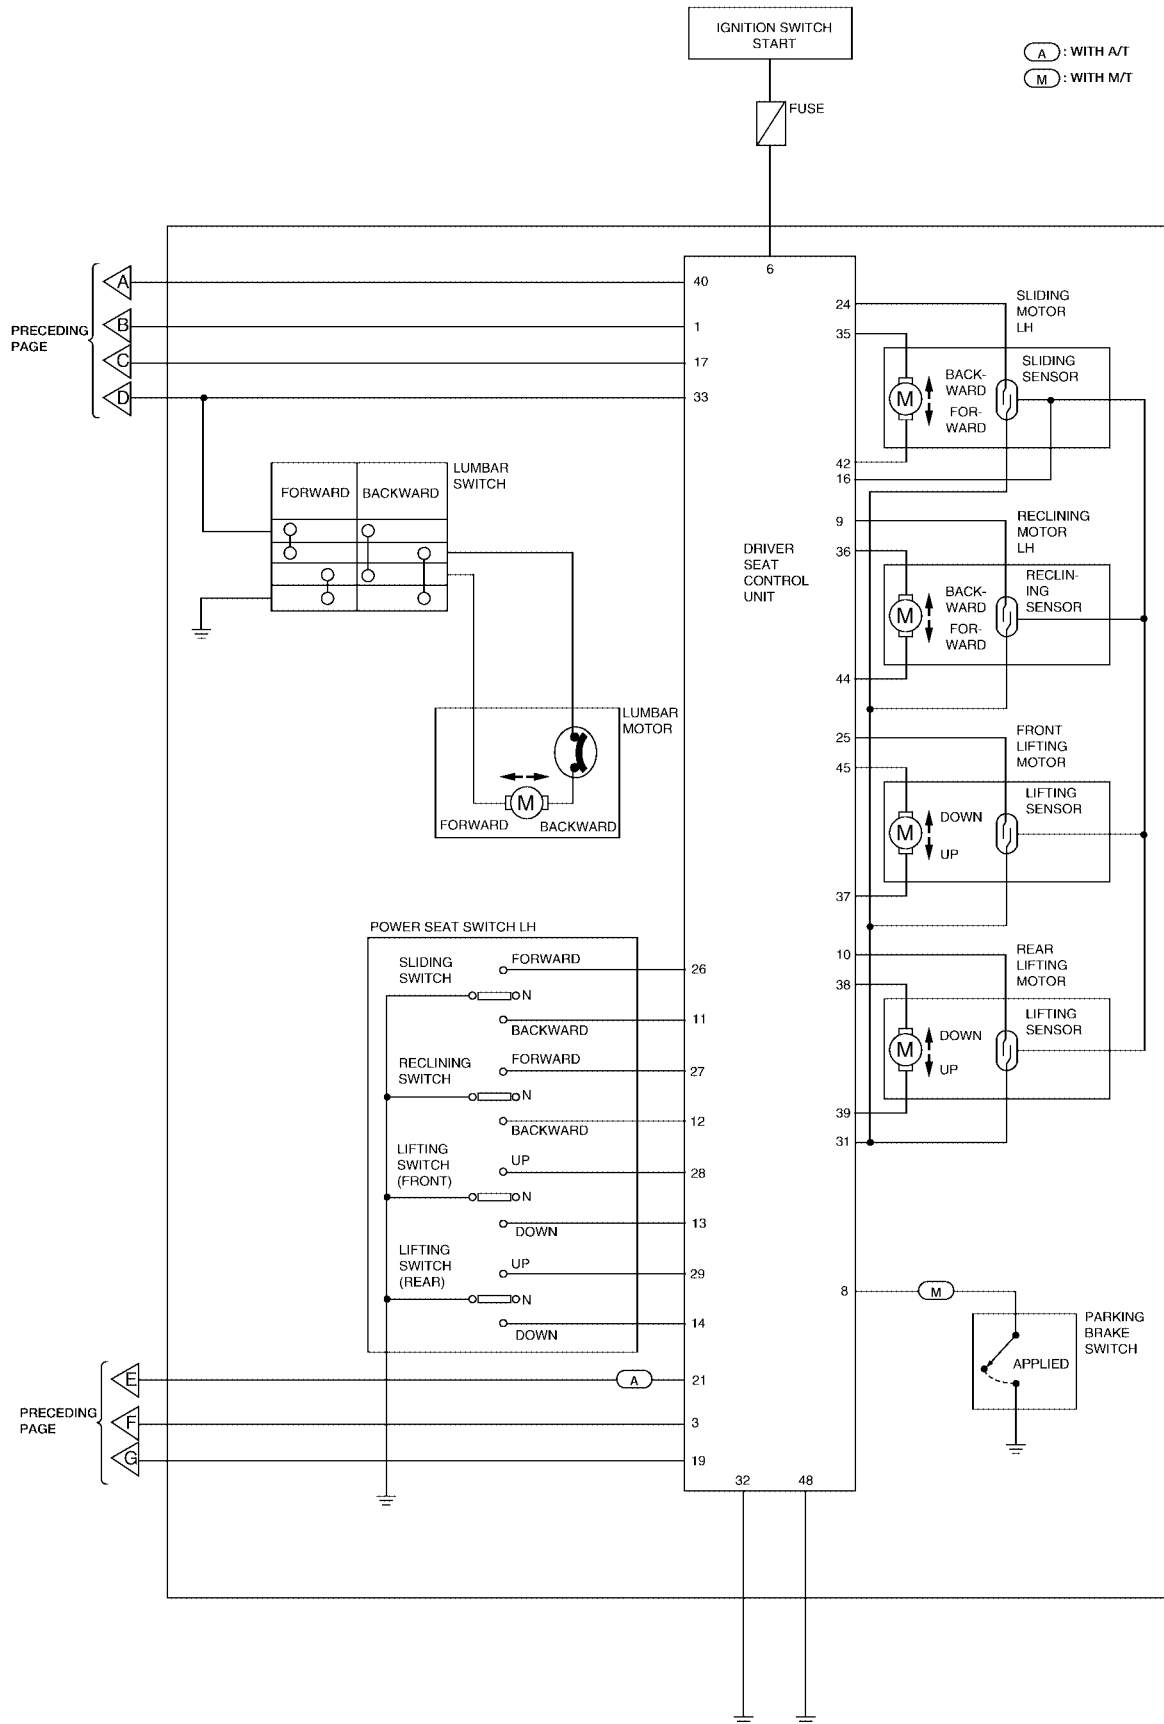 IGNITION SWITCH
START
A : WITH A/T
M : WITH M/T
FUSE
6
PRECEDING
PAGE
A
40
B
1
C
17
D
33
24
35
SLIDING
MOTOR
LH
SLIDING
SENSOR
M
BACK-
WARD
FOR-
WARD
42
16
LUMBAR
SWITCH
FORWARD
BACKWARD
DRIVER
SEAT
CONTROL
UNIT
9
36
RECLINING
MOTOR
LH
RECLIN-
ING
SENSOR
M
BACK-
WARD
FOR-
WARD
44
LUMBAR
MOTOR
M
FORWARD
BACKWARD
25
45
FRONT
LIFTING
MOTOR
LIFTING
SENSOR
M
DOWN
UP
37
POWER SEAT SWITCH LH
SLIDING
SWITCH
FORWARD
26
N
11
BACKWARD
RECLINING
SWITCH
FORWARD
27
N
12
BACKWARD
LIFTING
SWITCH
(FRONT)
UP
28
N
13
DOWN
LIFTING
SWITCH
(REAR)
UP
29
N
14
DOWN
10
38
REAR
LIFTING
MOTOR
LIFTING
SENSOR
M
DOWN
UP
39
31
8
M
PARKING
BRAKE
SWITCH
APPLIED
PRECEDING
PAGE
E
A
21
F
3
G
19
32
48